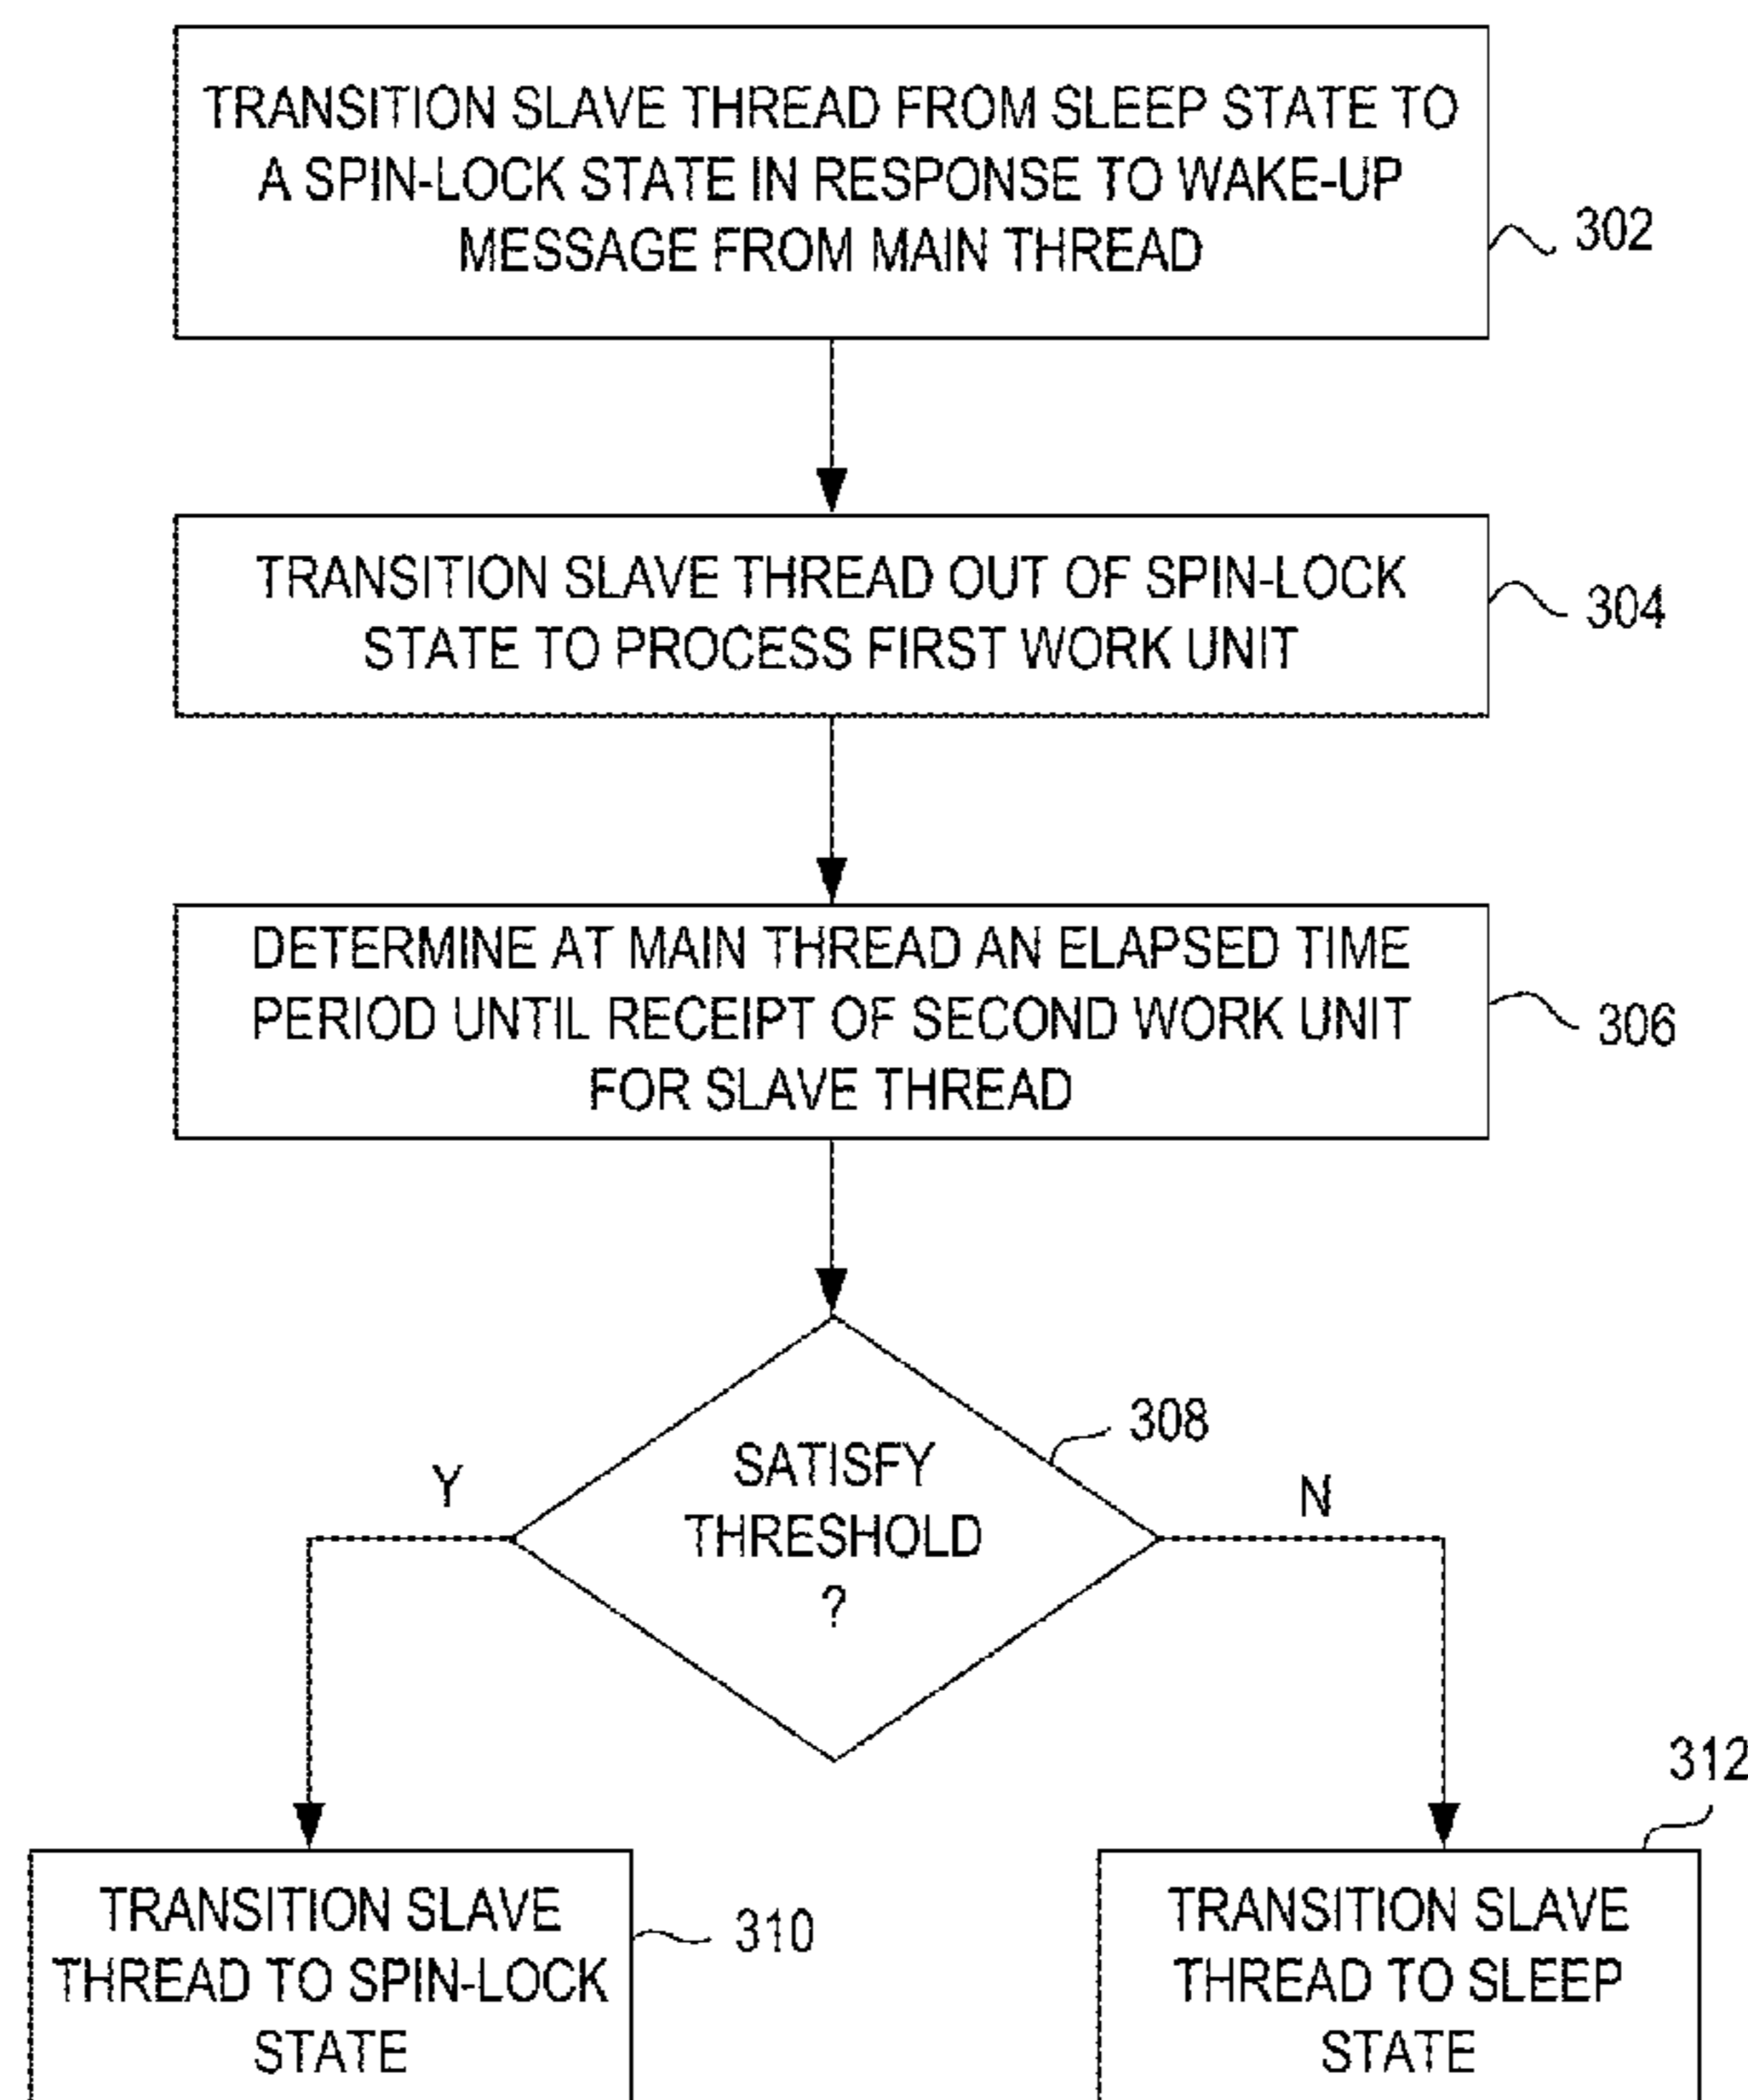 TRANSITION SLAVE THREAD FROM SLEEP STATE TO
A SPIN-LOCK STATE IN RESPONSE TO WAKE-UP
MESSAGE FROM MAIN THREAD
302
TRANSITION SLAVE THREAD OUT OF SPIN-LOCK
STATE TO PROCESS FIRST WORK UNIT
304
DETERMINE AT MAIN THREAD AN ELAPSED TIME
PERIOD UNTIL RECEIPT OF SECOND WORK UNIT
FOR SLAVE THREAD
306
SATISFY
THRESHOLD
?
308
Y
N
TRANSITION SLAVE
THREAD TO SPIN-LOCK
STATE
310
312
TRANSITION SLAVE
THREAD TO SLEEP
STATE